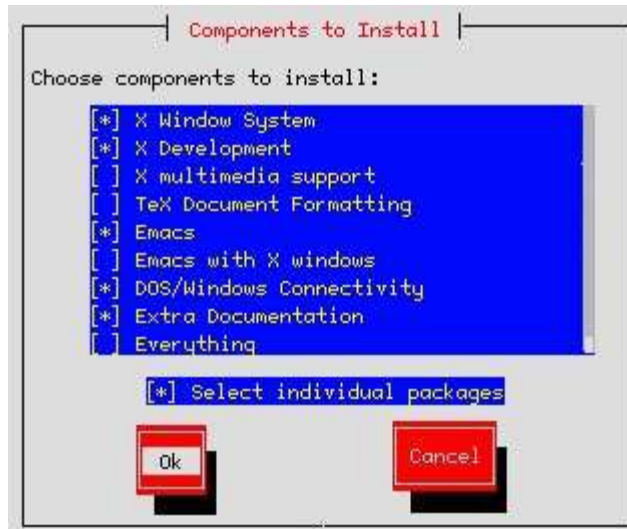 Components to Install
Choose components to install:
[*] X Window System
[*] X Development
[ ] X multimedia support
[ ] TeX Document Formatting
[*] Emacs
[ ] Emacs with X windows
[*] DOS/Windows Connectivity
[*] Extra Documentation
[ ] Everything
[*] Select individual packages
Ok Cancel